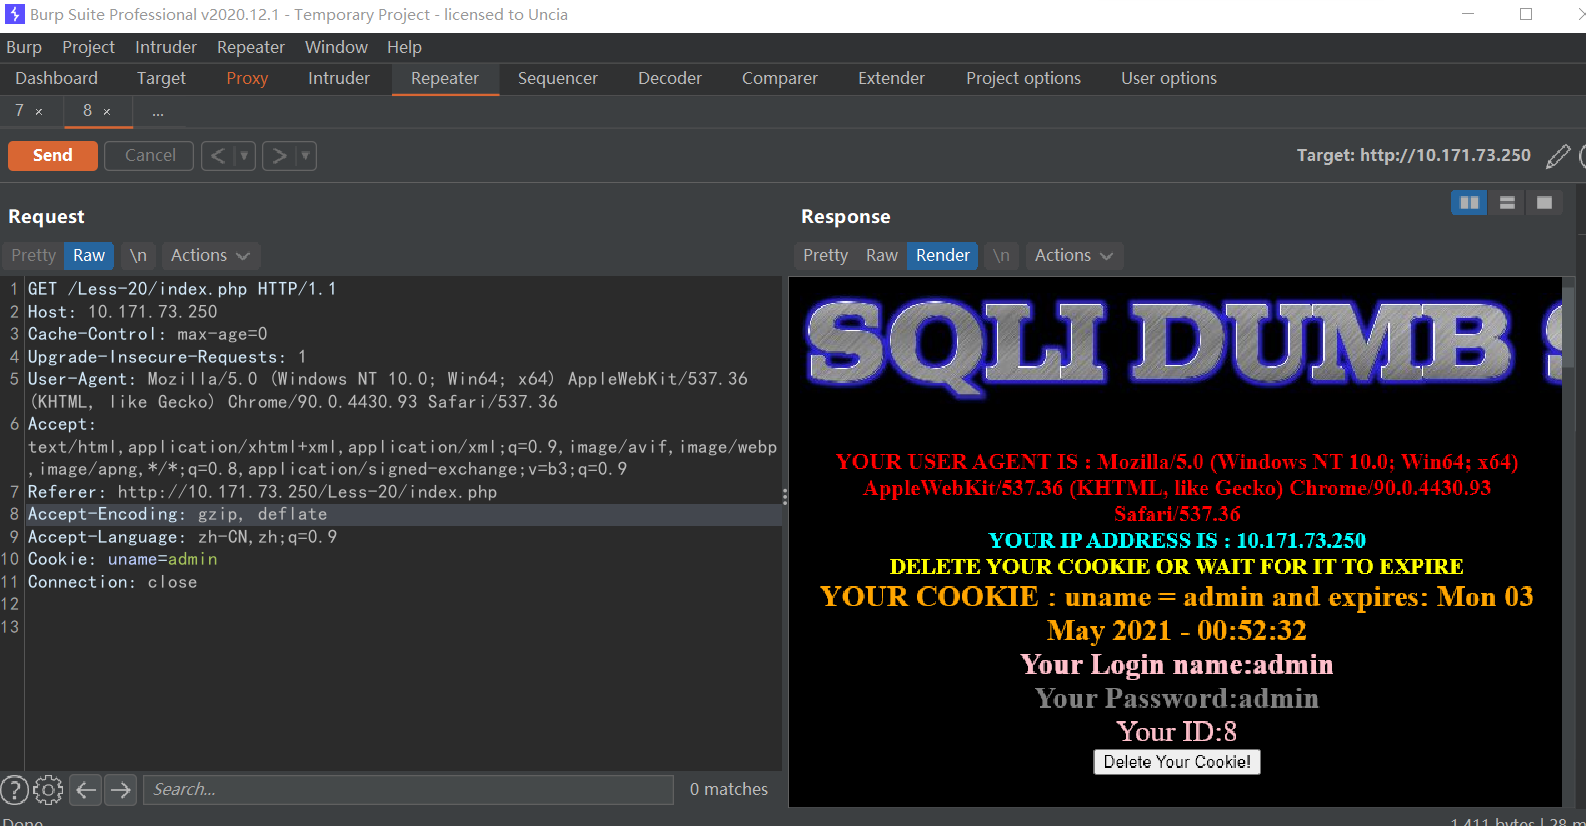 Burp Suite Professional v2020.12.1 - Temporary Project - licensed to Uncia
Burp Project Intruder Repeater Window Help
Dashboard Target Proxy Intruder Repeater Sequencer Decoder Comparer Extender Project options User options
7 × 8 × ...
Send Cancel < > Target: http://10.171.73.250
Request
Pretty Raw \n Actions
1 GET /Less-20/index.php HTTP/1.1
2 Host: 10.171.73.250
3 Cache-Control: max-age=0
4 Upgrade-Insecure-Requests: 1
5 User-Agent: Mozilla/5.0 (Windows NT 10.0; Win64; x64) AppleWebKit/537.36
(KHTML, like Gecko) Chrome/90.0.4430.93 Safari/537.36
6 Accept:
text/html,application/xhtml+xml,application/xml;q=0.9,image/avif,image/webp
,image/apng,*/*;q=0.8,application/signed-exchange;v=b3;q=0.9
7 Referer: http://10.171.73.250/Less-20/index.php
8 Accept-Encoding: gzip, deflate
9 Accept-Language: zh-CN,zh;q=0.9
10 Cookie: uname=admin
11 Connection: close
12
13
Search...
0 matches
Response
Pretty Raw Render \n Actions
SQLI DUMB S
YOUR USER AGENT IS : Mozilla/5.0 (Windows NT 10.0; Win64; x64)
AppleWebKit/537.36 (KHTML, like Gecko) Chrome/90.0.4430.93
Safari/537.36
YOUR IP ADDRESS IS : 10.171.73.250
DELETE YOUR COOKIE OR WAIT FOR IT TO EXPIRE
YOUR COOKIE : uname = admin and expires: Mon 03
May 2021 - 00:52:32
Your Login name:admin
Your Password:admin
Your ID:8
Delete Your Cookie!
Done
1,411 bytes | 28 m